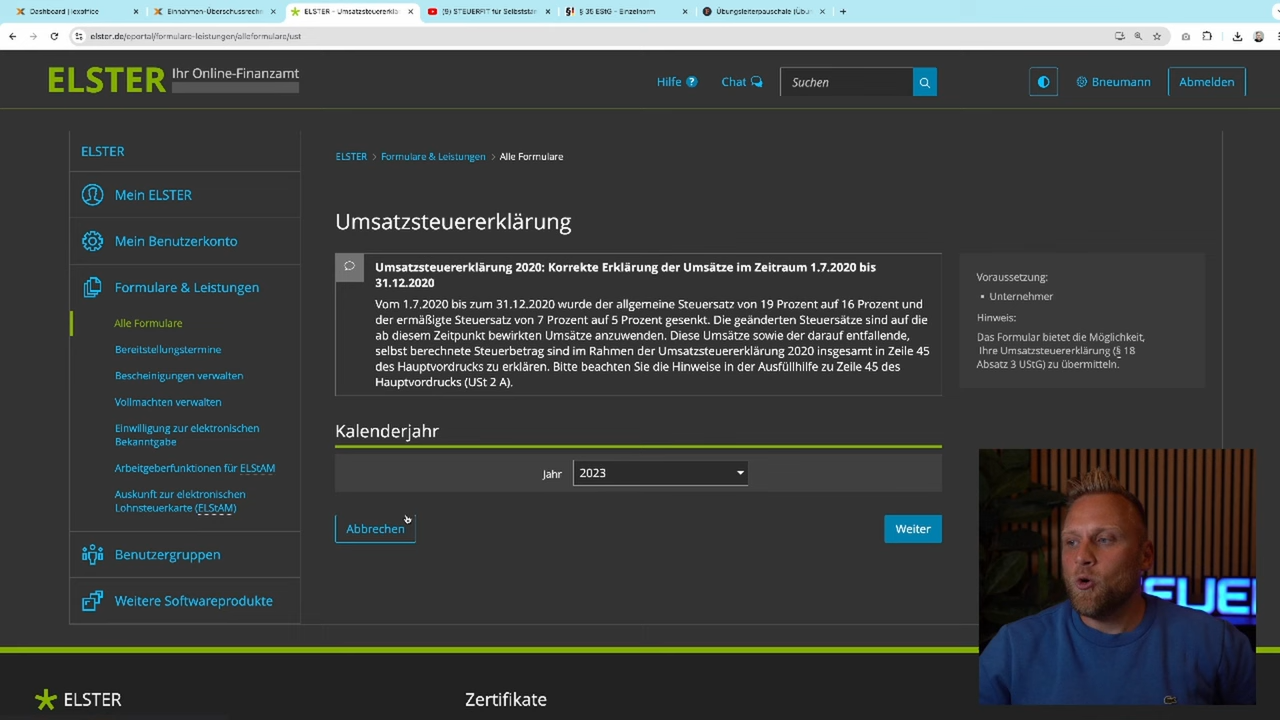 Dashboard | lexoffice
Einnahmen-Überschussrech
ELSTER - Umsatzsteuererklä
(9) STEUERFIT für Selbststän
§ 35 EStG - Einzelnorm
Übungsleiterpauschale (Übu
elster.de/eportal/formulare-leistungen/alleformulare/ust
ELSTER
Ihr Online-Finanzamt
Hilfe ?
Chat
Suchen
Bneumann
Abmelden
ELSTER
Mein ELSTER
Mein Benutzerkonto
Formulare & Leistungen
Alle Formulare
Bereitstellungstermine
Bescheinigungen verwalten
Vollmachten verwalten
Einwilligung zur elektronischen
Bekanntgabe
Arbeitgeberfunktionen für ELStAM
Auskunft zur elektronischen
Lohnsteuerkarte (ELStAM)
Benutzergruppen
Weitere Softwareprodukte
ELSTER > Formulare & Leistungen > Alle Formulare
Umsatzsteuererklärung
Umsatzsteuererklärung 2020: Korrekte Erklärung der Umsätze im Zeitraum 1.7.2020 bis
31.12.2020
Vom 1.7.2020 bis zum 31.12.2020 wurde der allgemeine Steuersatz von 19 Prozent auf 16 Prozent und
der ermäßigte Steuersatz von 7 Prozent auf 5 Prozent gesenkt. Die geänderten Steuersätze sind auf die
ab diesem Zeitpunkt bewirkten Umsätze anzuwenden. Diese Umsätze sowie der darauf entfallende,
selbst berechnete Steuerbetrag sind im Rahmen der Umsatzsteuererklärung 2020 insgesamt in Zeile 45
des Hauptvordrucks zu erklären. Bitte beachten Sie die Hinweise in der Ausfüllhilfe zu Zeile 45 des
Hauptvordrucks (USt 2 A).
Voraussetzung:
• Unternehmer
Hinweis:
Das Formular bietet die Möglichkeit,
Ihre Umsatzsteuererklärung (§ 18
Absatz 3 UStG) zu übermitteln.
Kalenderjahr
Jahr
2023
Abbrechen
Weiter
EUE
ELSTER
Zertifikate